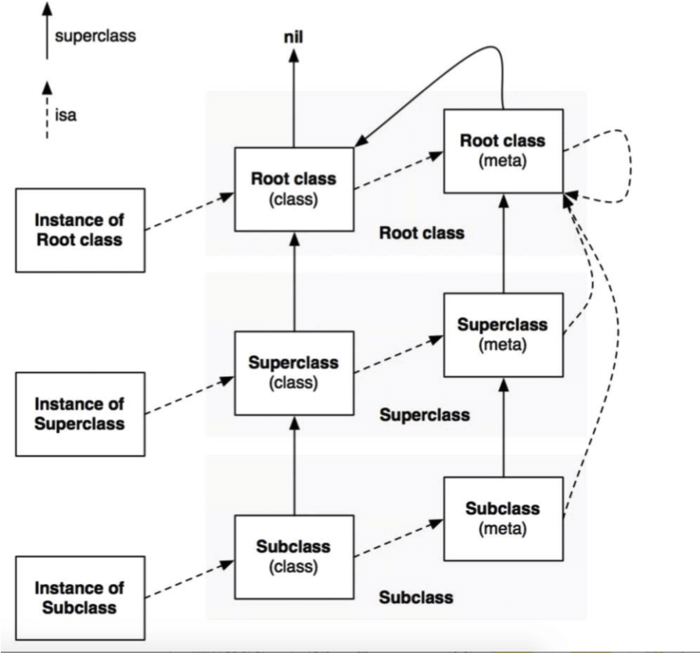 superclass
isa
nil
Root class
(meta)
Root class
(class)
Instance of
Root class
Root class
Superclass
(meta)
Superclass
(class)
Instance of
Superclass
Superclass
Subclass
(meta)
Subclass
(class)
Instance of
Subclass
Subclass